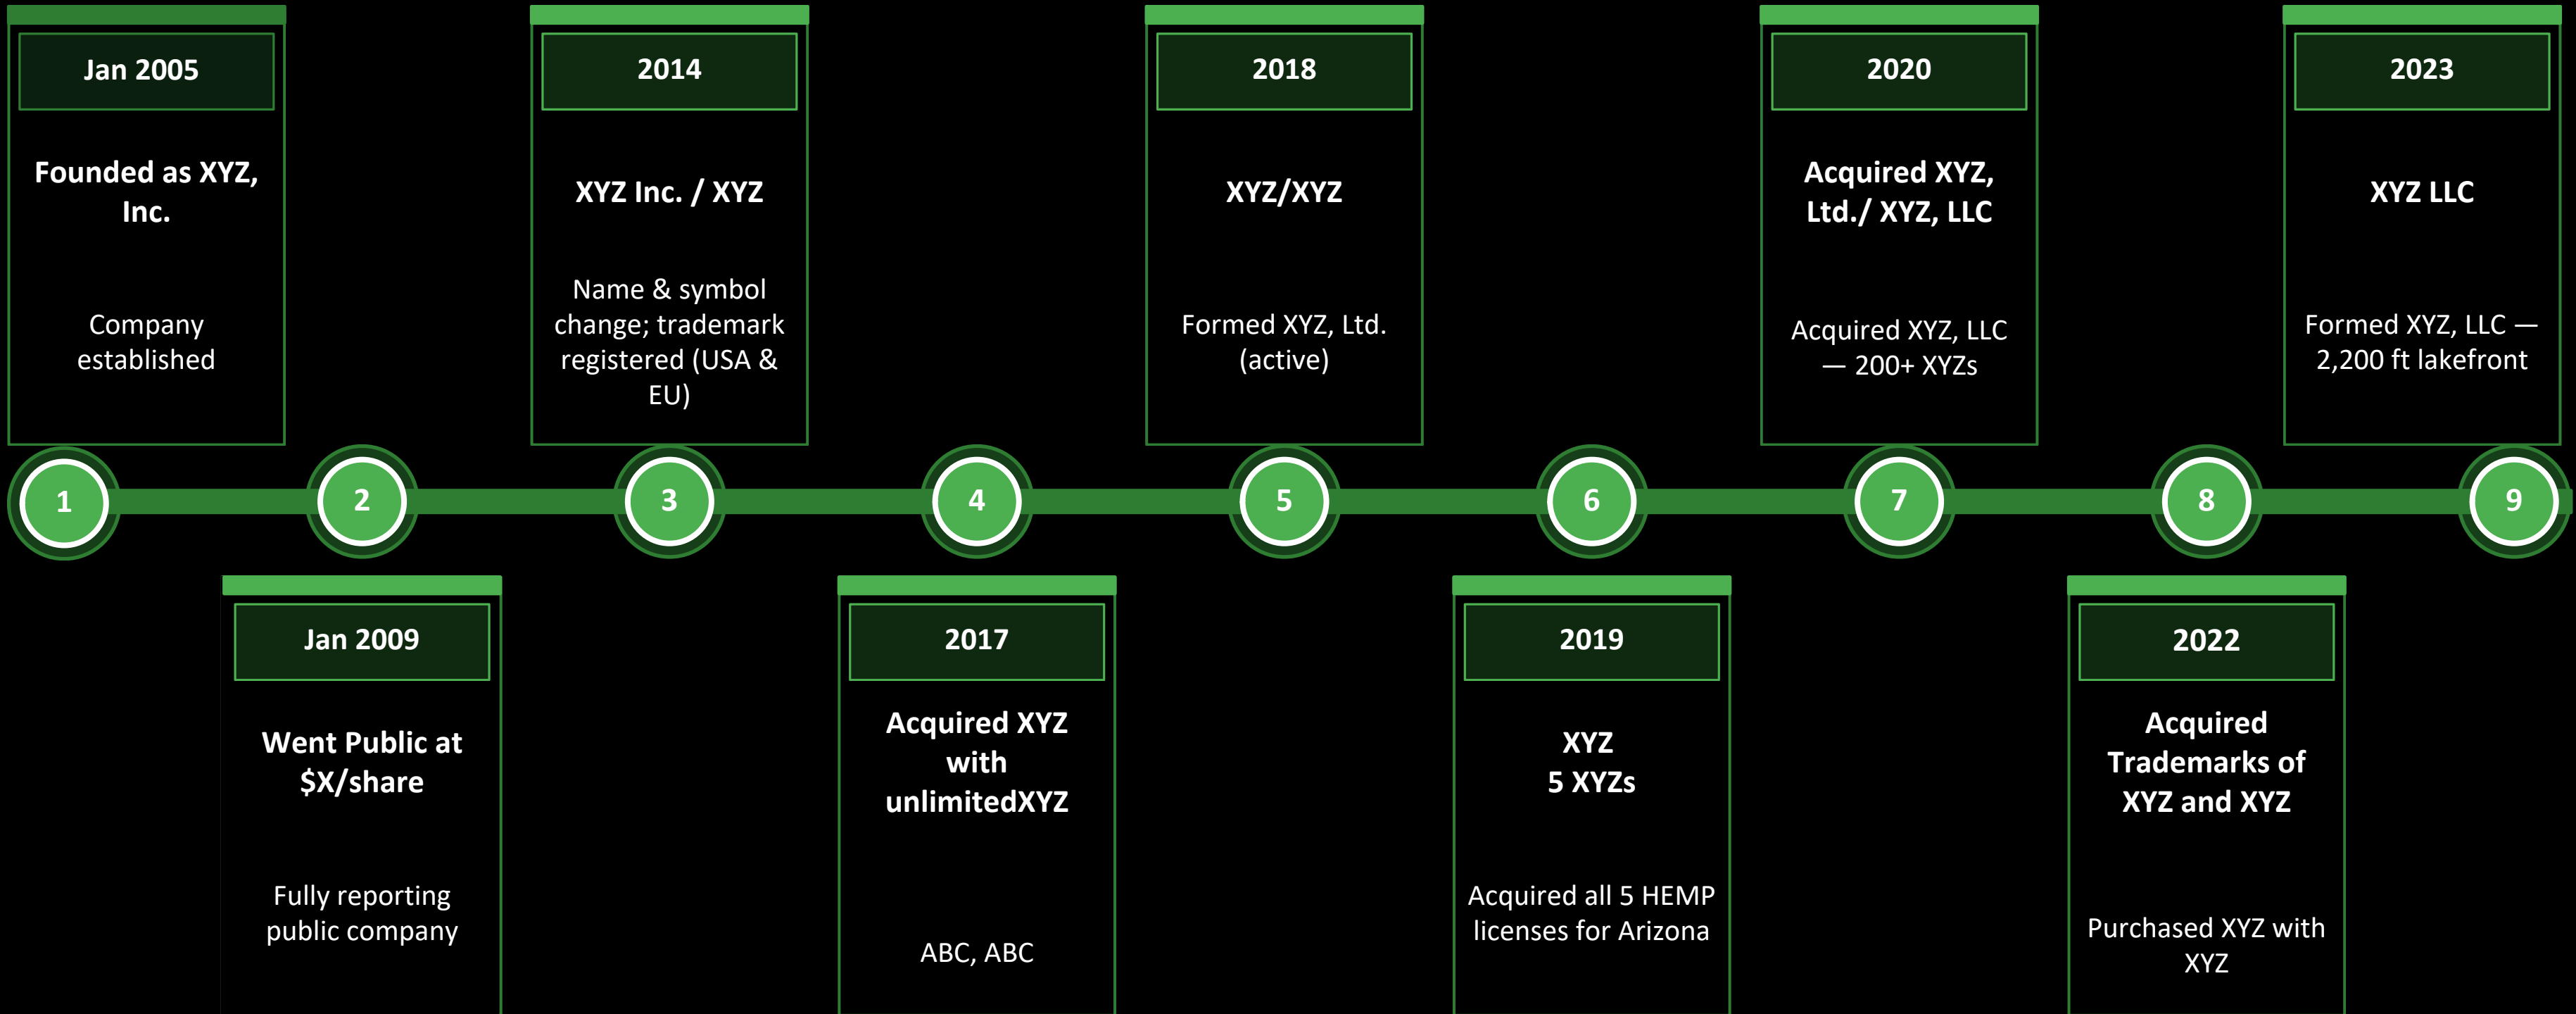 Jan 2005
Founded as XYZ,
Inc.
Company
established
2014
XYZ Inc. / XYZ
Name & symbol
change; trademark
registered (USA &
EU)
2018
XYZ/XYZ
Formed XYZ, Ltd.
(active)
2020
Acquired XYZ,
Ltd./ XYZ, LLC
Acquired XYZ, LLC
— 200+ XYZs
2023
XYZ LLC
Formed XYZ, LLC —
2,200 ft lakefront
1
2
3
4
5
6
7
8
9
Jan 2009
Went Public at
$X/share
Fully reporting
public company
2017
Acquired XYZ
with
unlimitedXYZ
ABC, ABC
2019
XYZ
5 XYZs
Acquired all 5 HEMP
licenses for Arizona
2022
Acquired
Trademarks of
XYZ and XYZ
Purchased XYZ with
XYZ